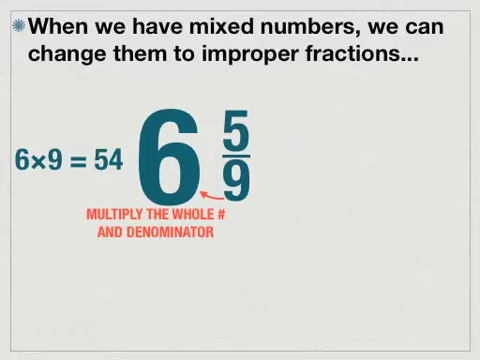 When we have mixed numbers, we can
change them to improper fractions...
6×9 = 54
6 5/9
MULTIPLY THE WHOLE #
AND DENOMINATOR